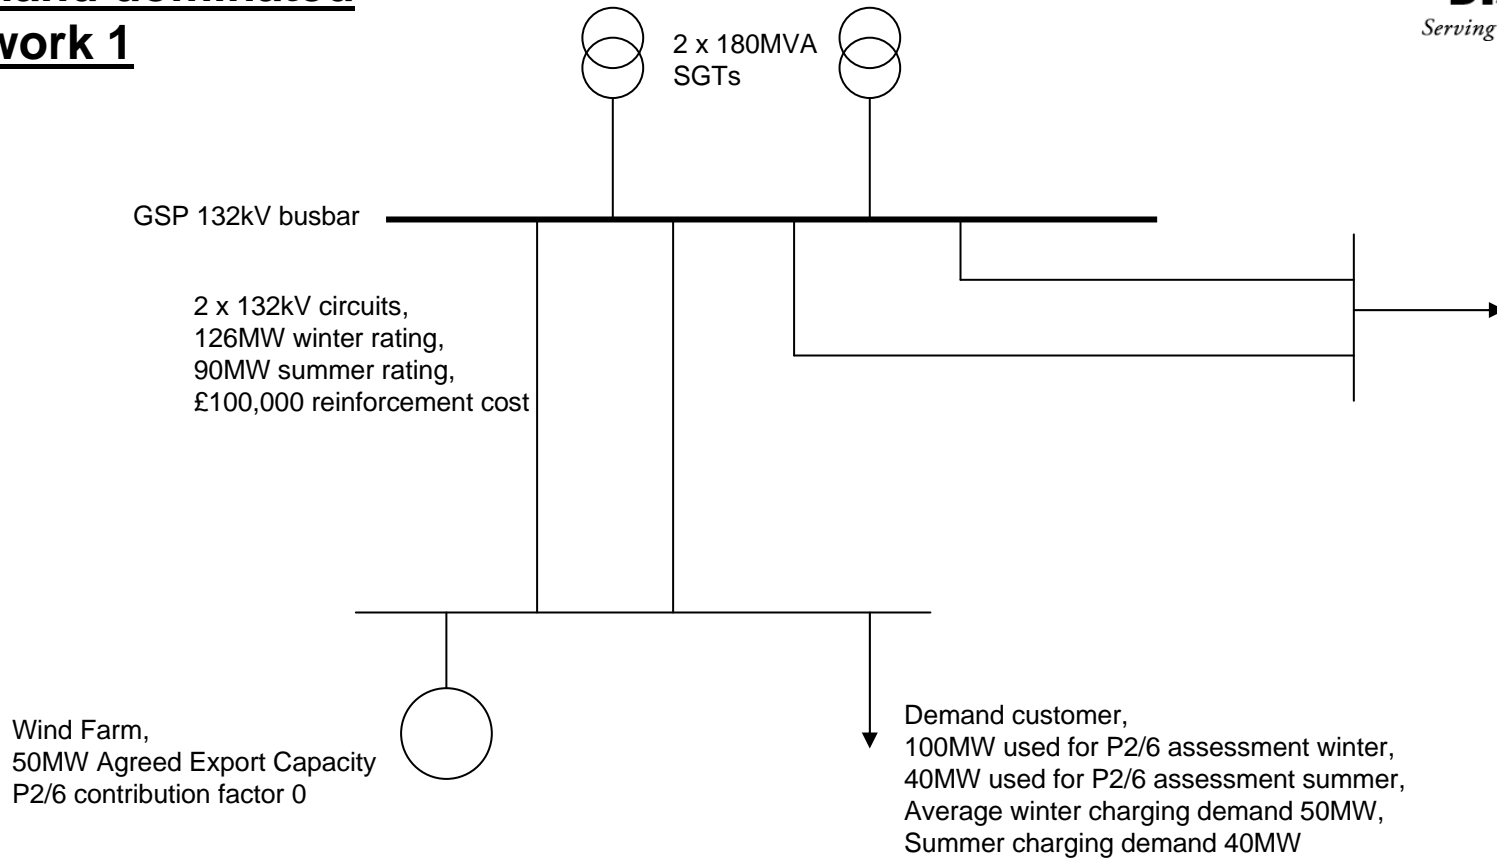 work 1
Serving
2 x 180MVA
SGTs
GSP 132kV busbar
2 x 132kV circuits,
126MW winter rating,
90MW summer rating,
£100,000 reinforcement cost
Wind Farm,
50MW Agreed Export Capacity
P2/6 contribution factor 0
Demand customer,
100MW used for P2/6 assessment winter,
40MW used for P2/6 assessment summer,
Average winter charging demand 50MW,
Summer charging demand 40MW